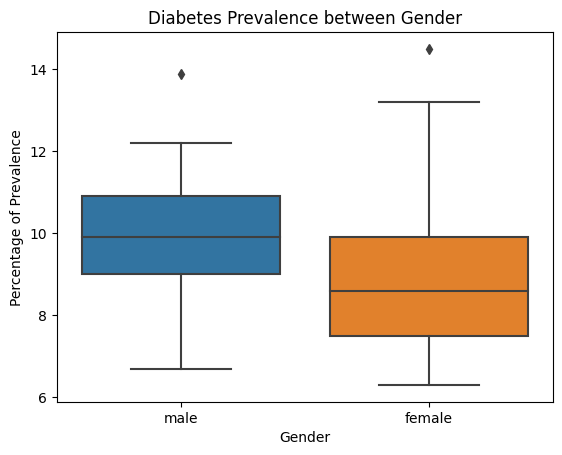 Diabetes Prevalence between Gender
Percentage of Prevalence
14
12
10
8
6
male female
Gender